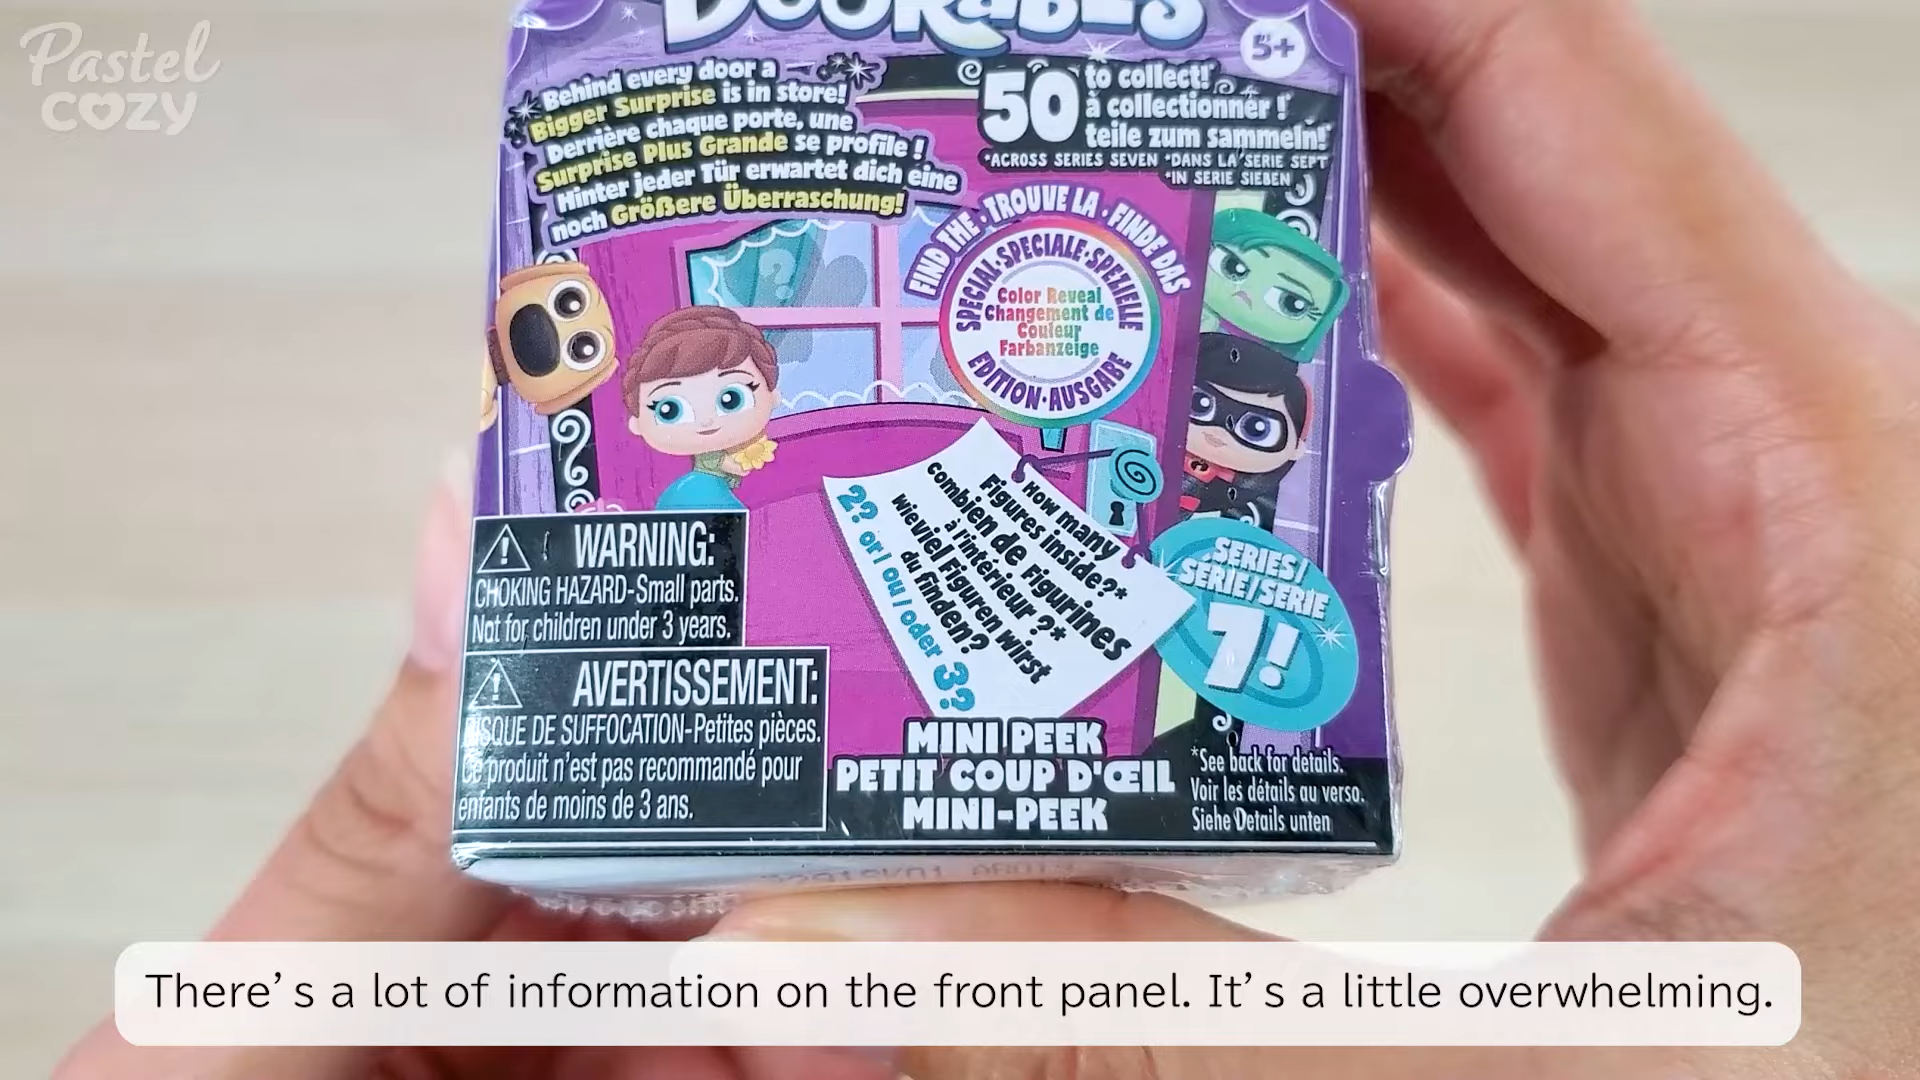 Pastel
COZY
DOORABLES
5+
Behind every door a
Bigger Surprise is in store!
Derrière chaque porte, une
Surprise Plus Grande se profile !
Hinter jeder Tür erwartet dich eine
noch Größere Überraschung!
50 to collect!
à collectionner !
teile zum sammeln!
*ACROSS SERIES SEVEN *DANS LA SERIE SEPT
*IN SERIE SIEBEN
FIND THE • TROUVE LA • FINDE DAS
SPECIAL•SPECIALE•SPEZIELLE
Color Reveal
Changement de
Couleur
Farbanzeige
EDITION•AUSGABE
?
How many
Figures inside?*
combien de Figurines
à l'intérieur ?*
wieviel Figuren wirst
du finden?
2? or/ou/oder 3?
SERIES/
SÉRIE/SERIE
7!
WARNING:
CHOKING HAZARD-Small parts.
Not for children under 3 years.
AVERTISSEMENT:
RISQUE DE SUFFOCATION-Petites pièces.
Ce produit n'est pas recommandé pour
enfants de moins de 3 ans.
MINI PEEK
PETIT COUP D'ŒIL
MINI-PEEK
*See back for details.
Voir les détails au verso.
Siehe Details unten
There's a lot of information on the front panel. It's a little overwhelming.